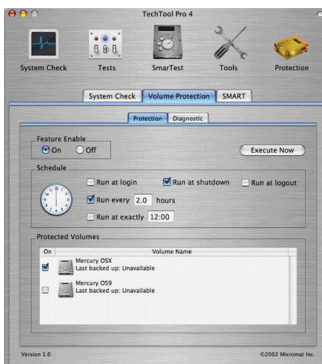 TechTool Pro 4
System Check Tests SmarTest Tools Protection
System Check Volume Protection SMART
Protection Diagnostic
Feature Enable
On Off Execute Now
Schedule
Run at login Run at shutdown Run at logout
Run every 2.0 hours
Run at exactly 12:00
Protected Volumes
On Volume Name
Mercury OSX
Last backed up: Unavailable
Mercury OS9
Last backed up: Unavailable
Version 1.0 ©2002 Micromat Inc.